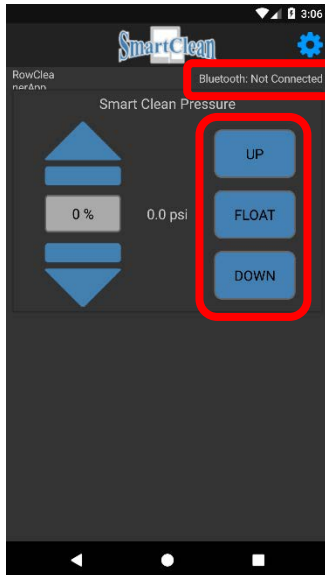 3:06
SmartClean
RowClea
nerApp
Bluetooth: Not Connected
Smart Clean Pressure
UP
0 %
0.0 psi
FLOAT
DOWN